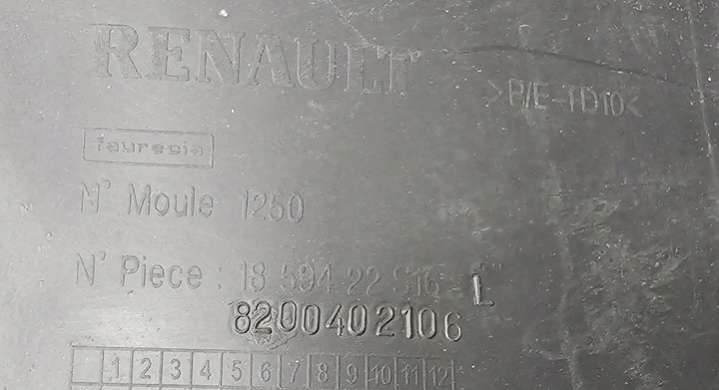 RENAULT
>P/E-TD10<
faurecia
N° Moule 1250
N° Piece : 18 594 22 S16 - L
8200402106
1 2 3 4 5 6 7 8 9 10 11 12